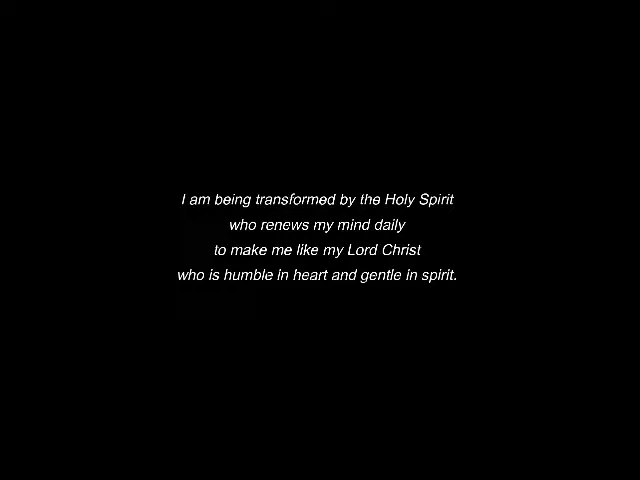 I am being transformed by the Holy Spirit
who renews my mind daily
to make me like my Lord Christ
who is humble in heart and gentle in spirit.